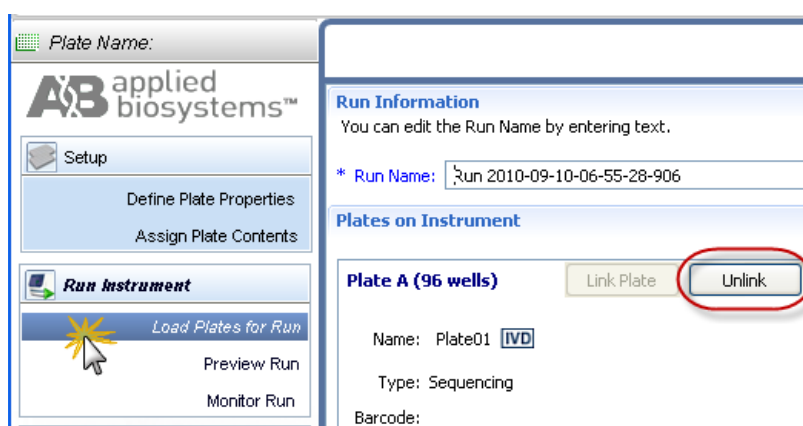 Plate Name:
AB applied
biosystems™
Setup
Define Plate Properties
Assign Plate Contents
Run Instrument
Load Plates for Run
Preview Run
Monitor Run
Run Information
You can edit the Run Name by entering text.
* Run Name: Run 2010-09-10-06-55-28-906
Plates on Instrument
Plate A (96 wells) Link Plate Unlink
Name: Plate01 IVD
Type: Sequencing
Barcode: